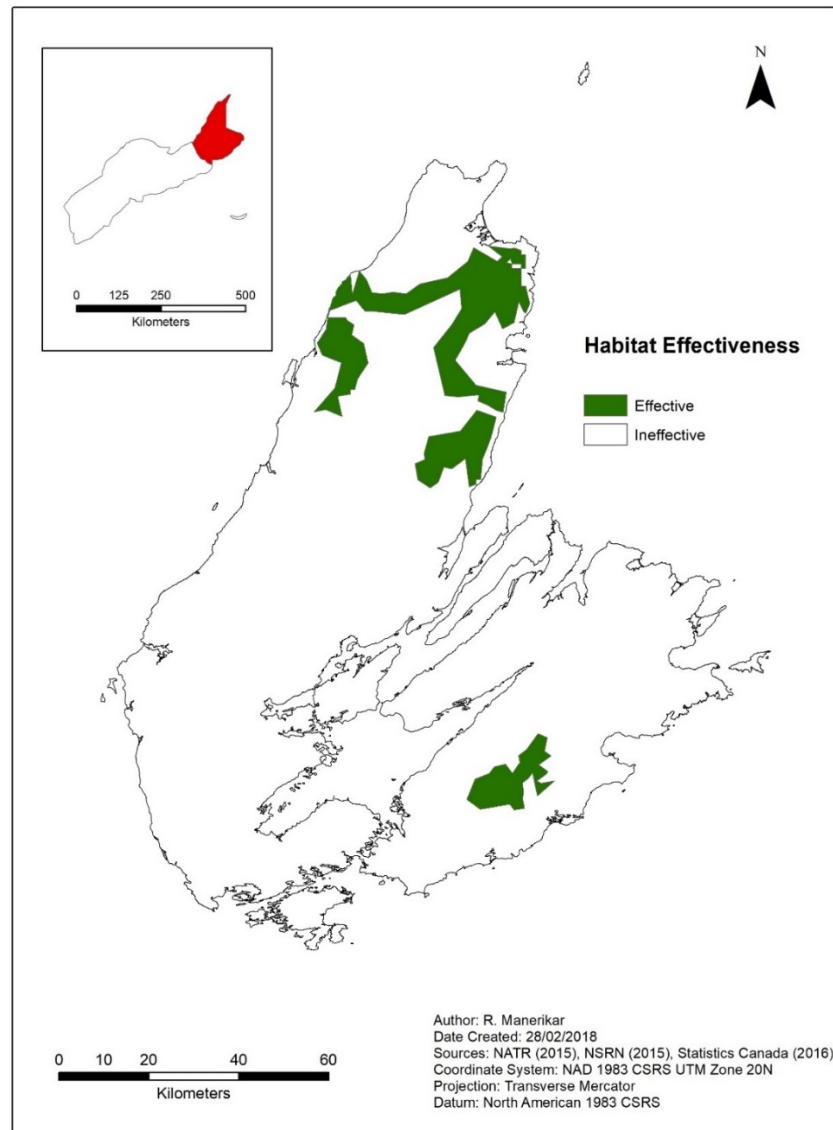 N
0 125 250 500
Kilometers
Habitat Effectiveness
Effective
Ineffective
Author: R. Manerikar
Date Created: 28/02/2018
Sources: NATR (2015), NSRN (2015), Statistics Canada (2016)
Coordinate System: NAD 1983 CSRS UTM Zone 20N
Projection: Transverse Mercator
Datum: North American 1983 CSRS
0 10 20 40 60
Kilometers